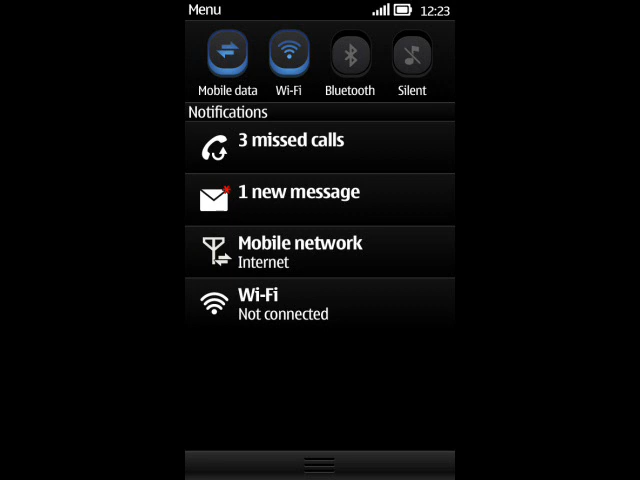 Menu 12:23
Mobile data Wi-Fi Bluetooth Silent
Notifications
3 missed calls
1 new message
Mobile network
Internet
Wi-Fi
Not connected